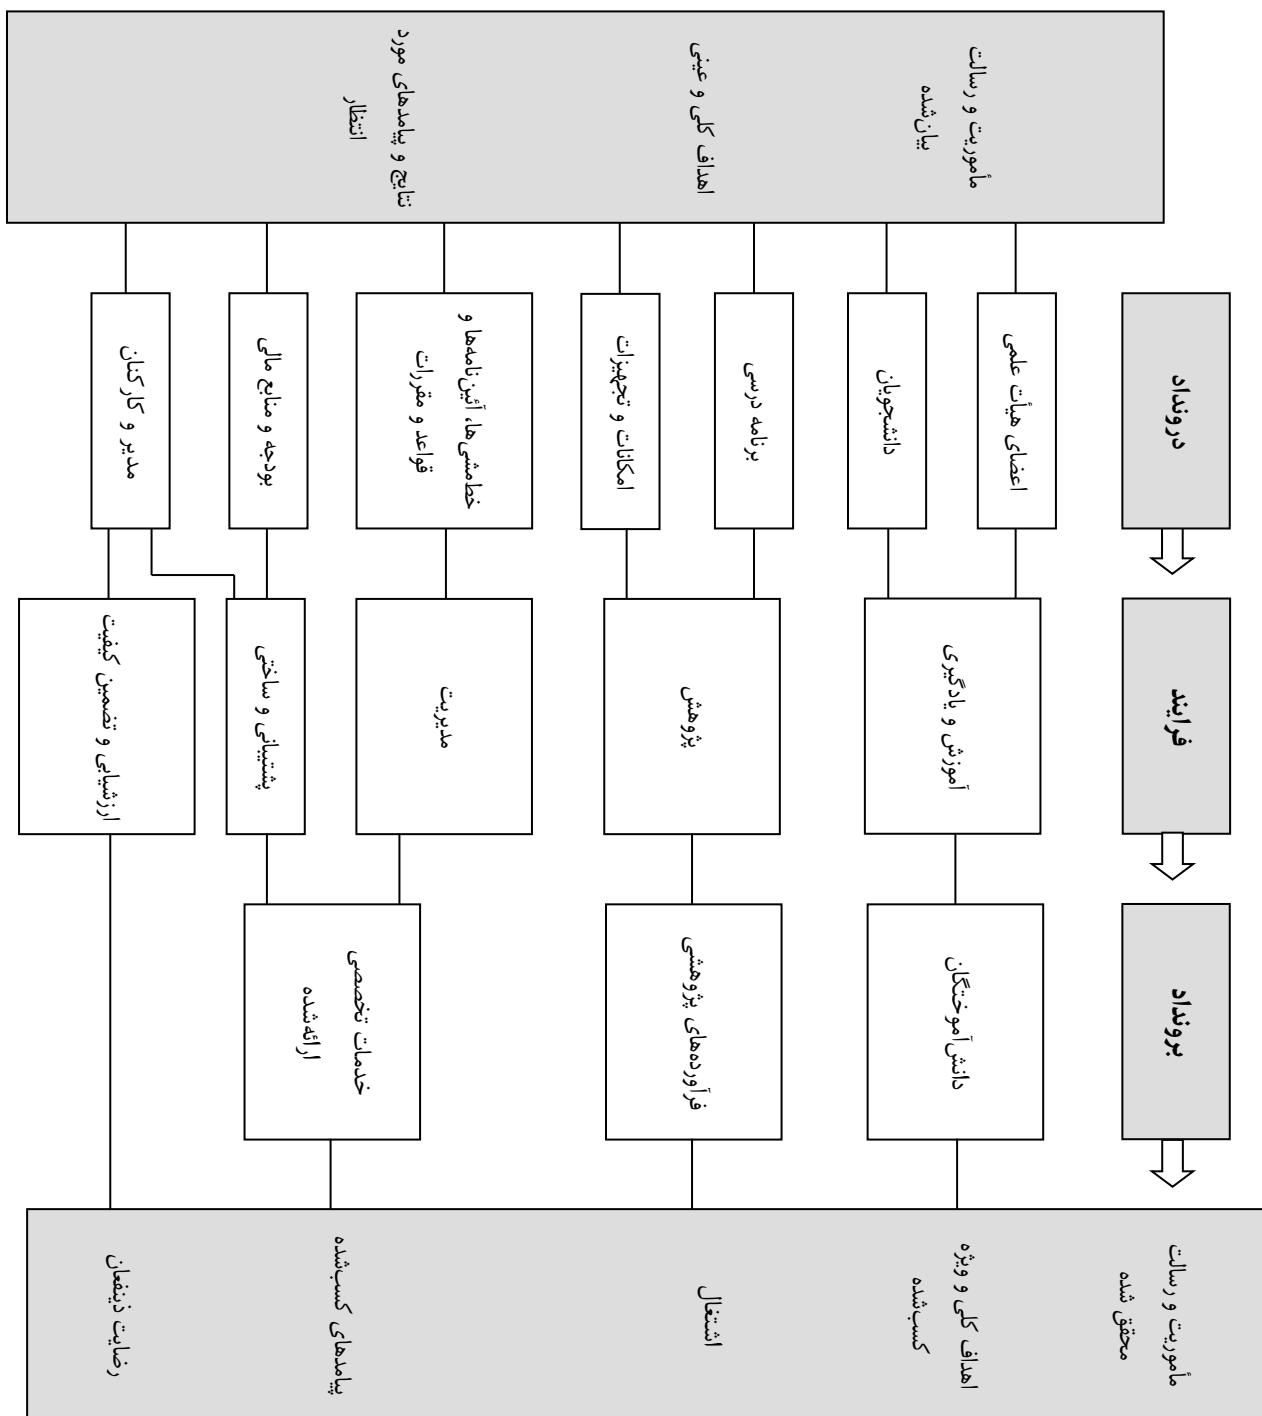 مأموریت و رسالت
بیان‌شده
اهداف کلی و عینی
نتایج و پیامدهای مورد
انتظار
درونداد
اعضای هیأت علمی
دانشجویان
برنامه درسی
امکانات و تجهیزات
خط‌مشی‌ها، آئین‌نامه‌ها و
قواعد و مقررات
بودجه و منابع مالی
مدیر و کارکنان
فرایند
آموزش و یادگیری
پژوهش
مدیریت
پشتیبانی و ساختی
ارزشیابی و تضمین کیفیت
برونداد
دانش‌آموختگان
فرآورده‌های پژوهشی
خدمات تخصصی
ارائه‌شده
مأموریت و رسالت
محقق شده
اهداف کلی و ویژه
کسب‌شده
اشتغال
پیامدهای کسب‌شده
رضایت ذینفعان